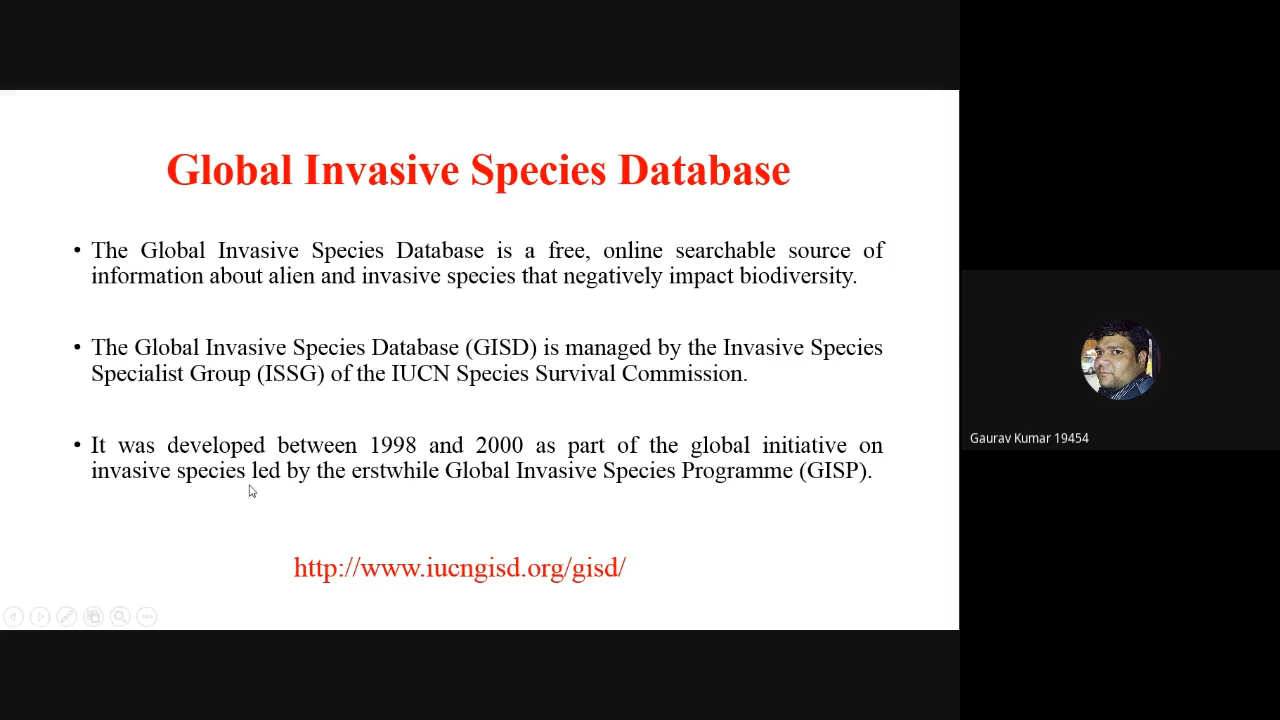 Global Invasive Species Database
• The Global Invasive Species Database is a free, online searchable source of
information about alien and invasive species that negatively impact biodiversity.
• The Global Invasive Species Database (GISD) is managed by the Invasive Species
Specialist Group (ISSG) of the IUCN Species Survival Commission.
• It was developed between 1998 and 2000 as part of the global initiative on
invasive species led by the erstwhile Global Invasive Species Programme (GISP).
http://www.iucngisd.org/gisd/
Gaurav Kumar 19454